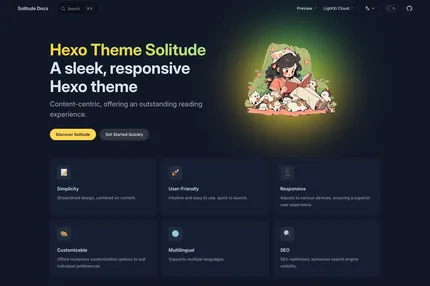 Solitude Docs
Search ⌘ K
Preview
LightXi Cloud
Hexo Theme Solitude
A sleek, responsive
Hexo theme
Content-centric, offering an outstanding reading
experience.
Discover Solitude
Get Started Quickly
Simplicity
Streamlined design, centered on content.
User-Friendly
Intuitive and easy to use, quick to launch.
Responsive
Adjusts to various devices, ensuring a superior
user experience.
Customizable
Offers numerous customization options to suit
individual preferences.
Multilingual
Supports multiple languages
SEO
SEO-optimized, enhances search engine
visibility.